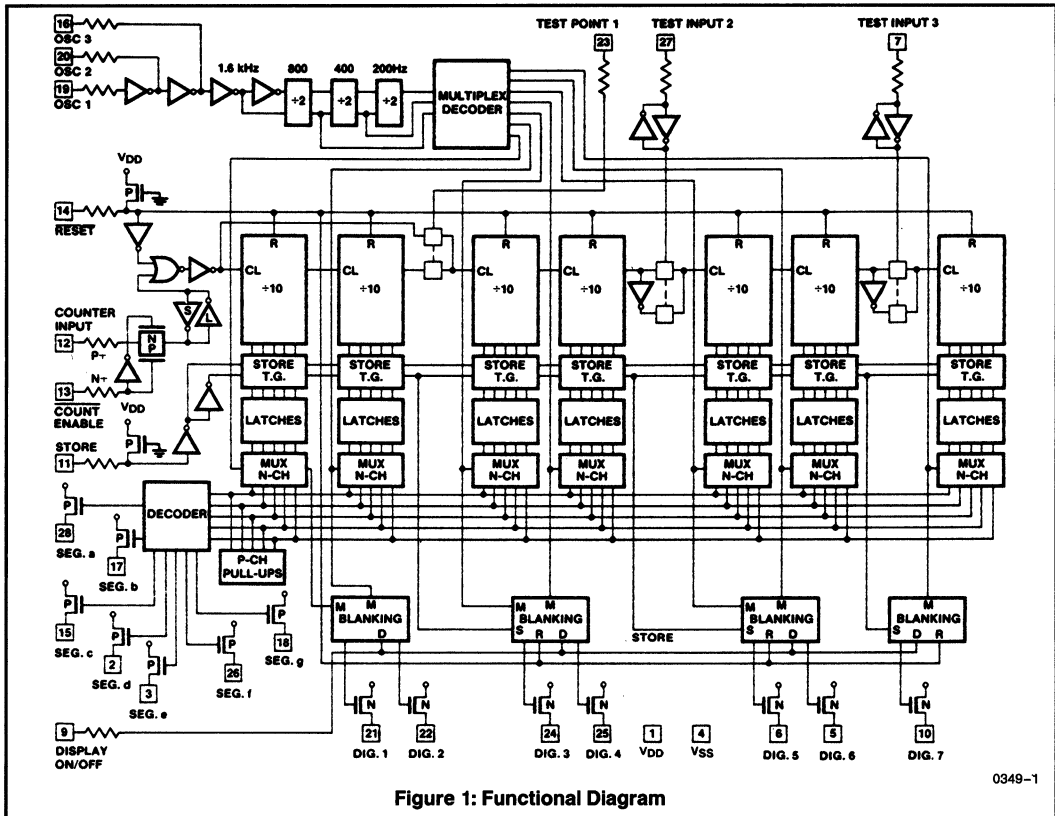 16
OSC 3
20
OSC 2
19
OSC 1
1.6 kHz
800
400
200Hz
÷2
÷2
÷2
MULTIPLEX
DECODER
TEST POINT 1
23
TEST INPUT 2
27
TEST INPUT 3
7
VDD
P
14
RESET
R
R
R
R
R
R
R
CL
÷10
CL
÷10
CL
÷10
CL
÷10
CL
÷10
CL
÷10
CL
÷10
S
L
COUNTER
INPUT
12
P+
N
P
13
N+
COUNT
ENABLE
VDD
P
STORE
11
STORE
T.G.
STORE
T.G.
STORE
T.G.
STORE
T.G.
STORE
T.G.
STORE
T.G.
STORE
T.G.
LATCHES
LATCHES
LATCHES
LATCHES
LATCHES
LATCHES
LATCHES
MUX
N-CH
MUX
N-CH
MUX
N-CH
MUX
N-CH
MUX
N-CH
MUX
N-CH
MUX
N-CH
DECODER
P
28
SEG. a
P
17
SEG. b
P
15
SEG. c
P
2
SEG. d
P
3
SEG. e
P
26
SEG. f
P
18
SEG. g
P-CH
PULL-UPS
M M
BLANKING
D
M M
BLANKING
S R D
STORE
M M
BLANKING
S R D
M
BLANKING
S D R
9
DISPLAY
ON/OFF
N
21
DIG. 1
N
22
DIG. 2
N
24
DIG. 3
N
25
DIG. 4
1
VDD
4
VSS
N
6
DIG. 5
N
5
DIG. 6
N
10
DIG. 7
0349–1
Figure 1: Functional Diagram